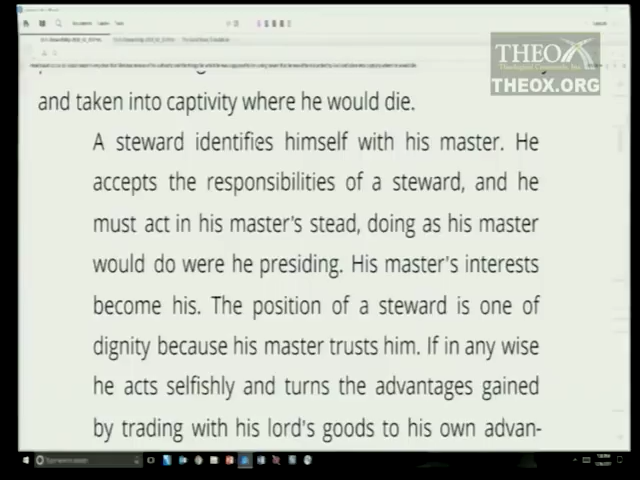 THEOX
THEOX.ORG
and taken into captivity where he would die.
A steward identifies himself with his master. He
accepts the responsibilities of a steward, and he
must act in his master's stead, doing as his master
would do were he presiding. His master's interests
become his. The position of a steward is one of
dignity because his master trusts him. If in any wise
he acts selfishly and turns the advantages gained
by trading with his lord's goods to his own advan-